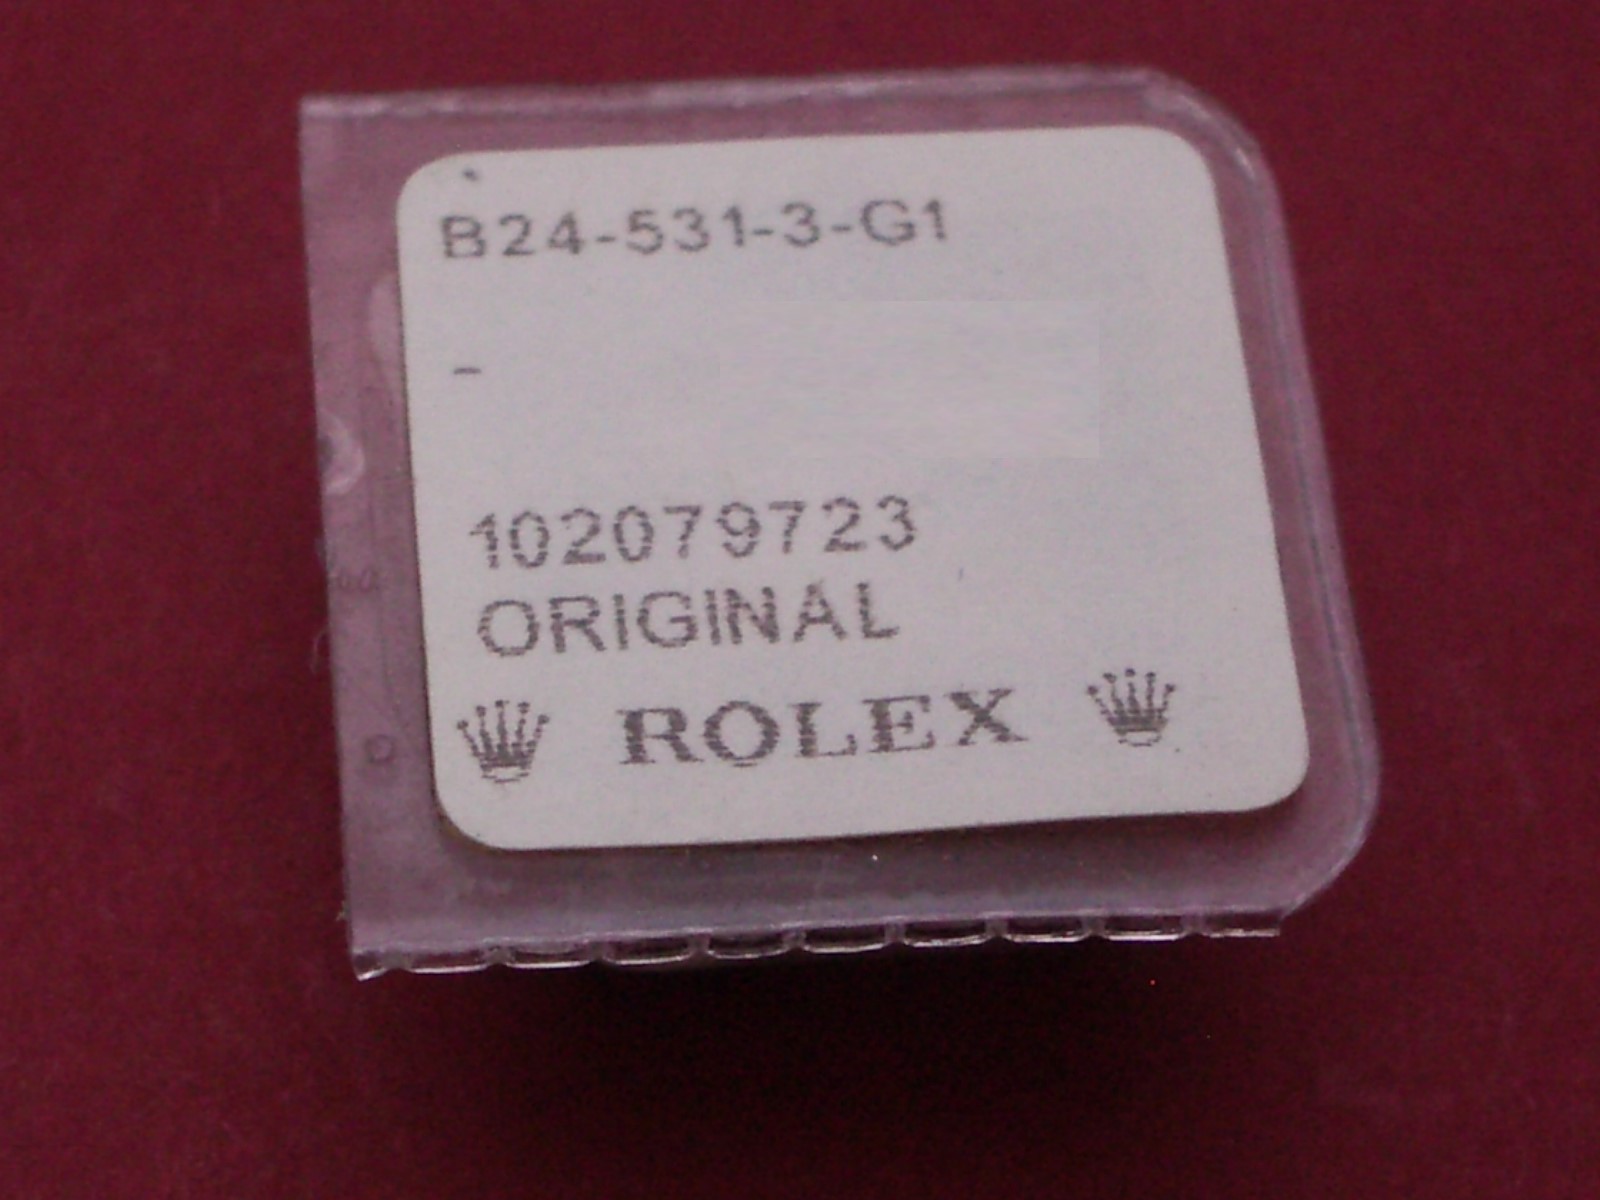 B24-531-3-G1
-
102079723
ORIGINAL
ROLEX